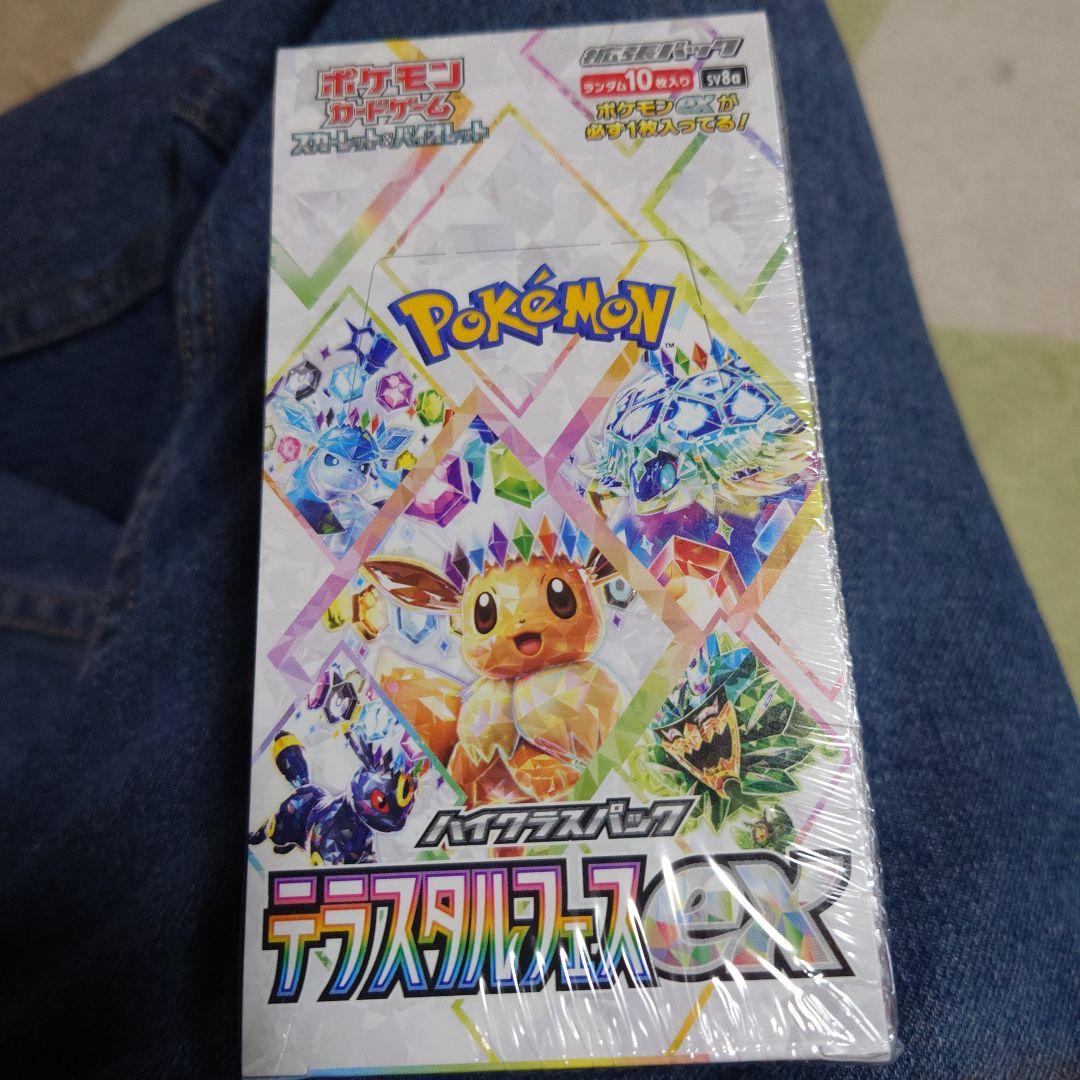 ポケモン
カードゲーム
スカーレット&バイオレット
拡張パック
ランダム10枚入り SV8a
ポケモンexが
必ず1枚入ってる!
POKÉMON
TM
ハイクラスパック
テラスタルフェスex